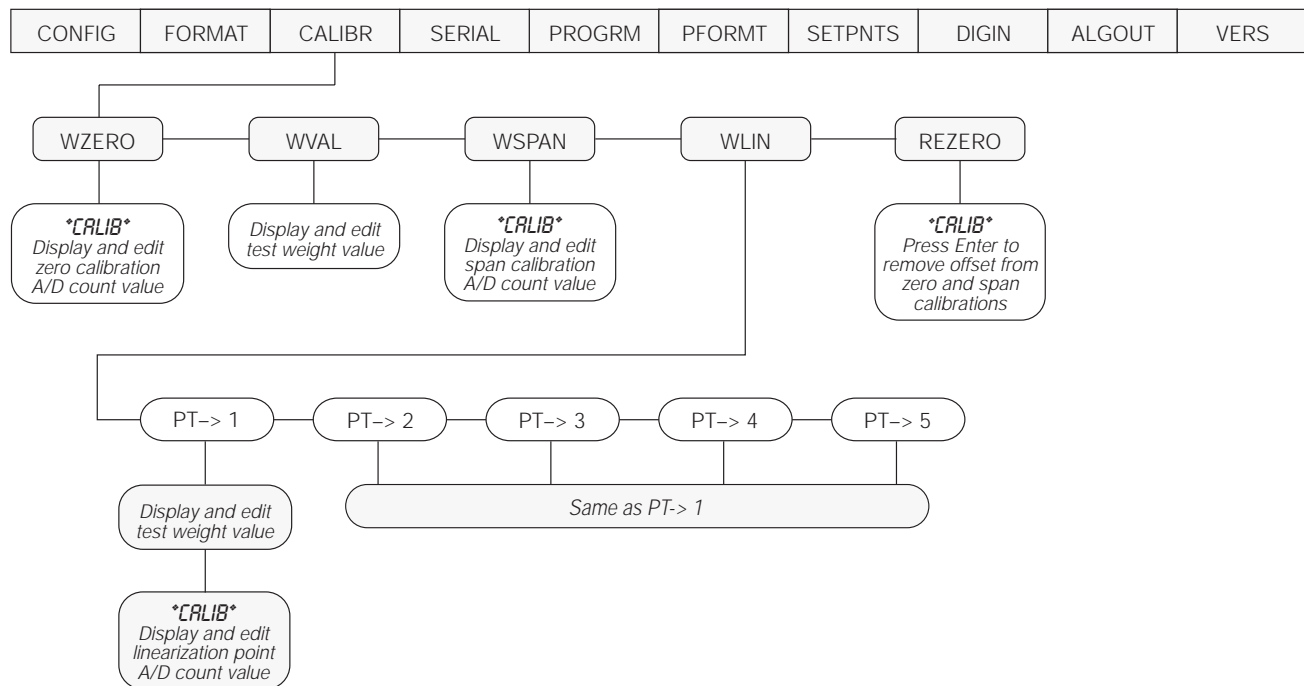 CONFIG FORMAT CALIBR SERIAL PROGRM PFORMT SETPNTS DIGIN ALGOUT VERS
WZERO WVAL WSPAN WLIN REZERO
*CALIB*
Display and edit
zero calibration
A/D count value
Display and edit
test weight value
*CALIB*
Display and edit
span calibration
A/D count value
*CALIB*
Press Enter to
remove offset from
zero and span
calibrations
PT–> 1 PT–> 2 PT–> 3 PT–> 4 PT–> 5
Display and edit
test weight value
Same as PT-> 1
*CALIB*
Display and edit
linearization point
A/D count value